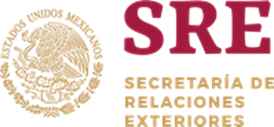 ESTADOS UNIDOS MEXICANOS
SRE
SECRETARÍA DE
RELACIONES
EXTERIORES